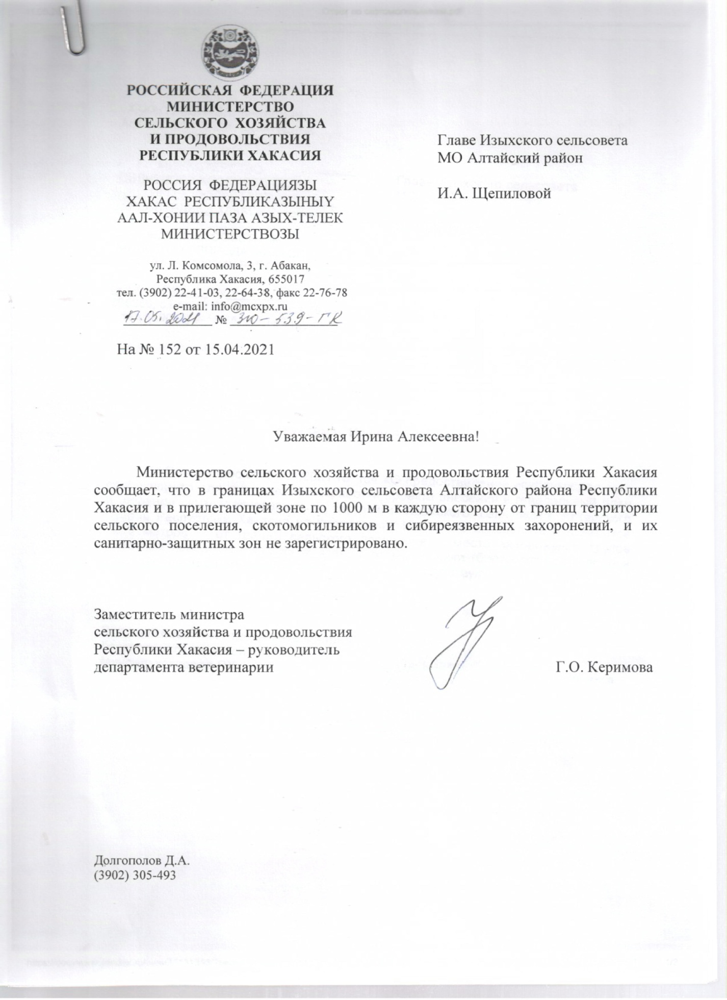 РОССИЙСКАЯ ФЕДЕРАЦИЯ
МИНИСТЕРСТВО
СЕЛЬСКОГО ХОЗЯЙСТВА
И ПРОДОВОЛЬСТВИЯ
РЕСПУБЛИКИ ХАКАСИЯ
РОССИЯ ФЕДЕРАЦИЯЗЫ
ХАКАС РЕСПУБЛИКАЗЫНЫY
ААЛ-ХОНИИ ПАЗА АЗЫХ-ТЕЛЕК
МИНИСТЕРСТВОЗЫ
ул. Л. Комсомола, 3, г. Абакан,
Республика Хакасия, 655017
тел. (3902) 22-41-03, 22-64-38, факс 22-76-78
e-mail: info@mcxpx.ru
17.05.2021 № 310-539-ГК
На № 152 от 15.04.2021
Главе Изыхского сельсовета
МО Алтайский район
И.А. Щепиловой
Уважаемая Ирина Алексеевна!
Министерство сельского хозяйства и продовольствия Республики Хакасия
сообщает, что в границах Изыхского сельсовета Алтайского района Республики
Хакасия и в прилегающей зоне по 1000 м в каждую сторону от границ территории
сельского поселения, скотомогильников и сибиреязвенных захоронений, и их
санитарно-защитных зон не зарегистрировано.
Заместитель министра
сельского хозяйства и продовольствия
Республики Хакасия – руководитель
департамента ветеринарии
Г.О. Керимова
Долгополов Д.А.
(3902) 305-493